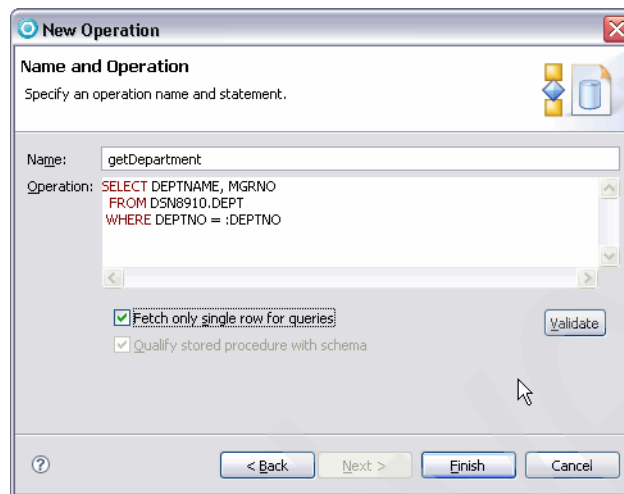 New Operation
Name and Operation
Specify an operation name and statement.
Name: getDepartment
Operation: SELECT DEPTNAME, MGRNO
FROM DSN8910.DEPT
WHERE DEPTNO = :DEPTNO
Fetch only single row for queries
Validate
Qualify stored procedure with schema
?
< Back Next > Finish Cancel